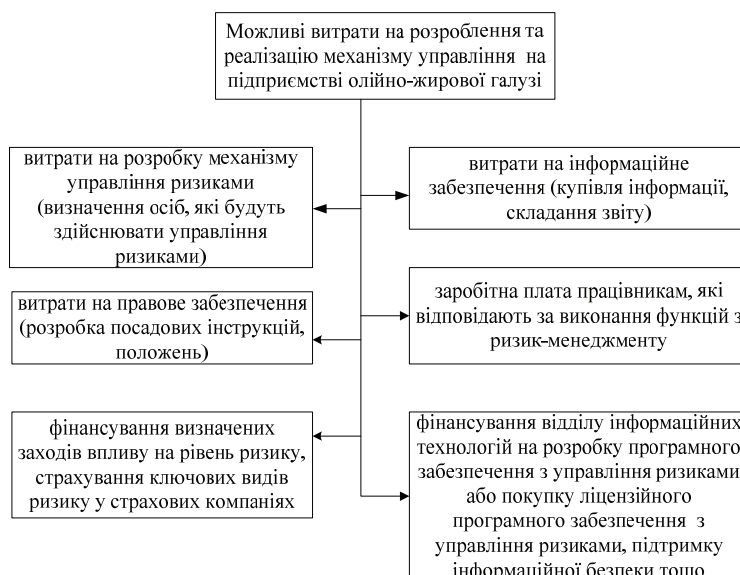 Можливі витрати на розроблення та
реалізацію механізму управління на
підприємстві олійно-жирової галузі
витрати на розробку механізму
управління ризиками
(визначення осіб, які будуть
здійснювати управління
ризиками)
витрати на інформаційне
забезпечення (купівля інформації,
складання звіту)
витрати на правове забезпечення
(розробка посадових інструкцій,
положень)
заробітна плата працівникам, які
відповідають за виконання функцій з
ризик-менеджменту
фінансування визначених
заходів впливу на рівень ризику,
страхування ключових видів
ризику у страхових компаніях
фінансування відділу інформаційних
технологій на розробку програмного
забезпечення з управління ризиками
або покупку ліцензійного
програмного забезпечення з
управління ризиками, підтримку
інформаційної безпеки тощо